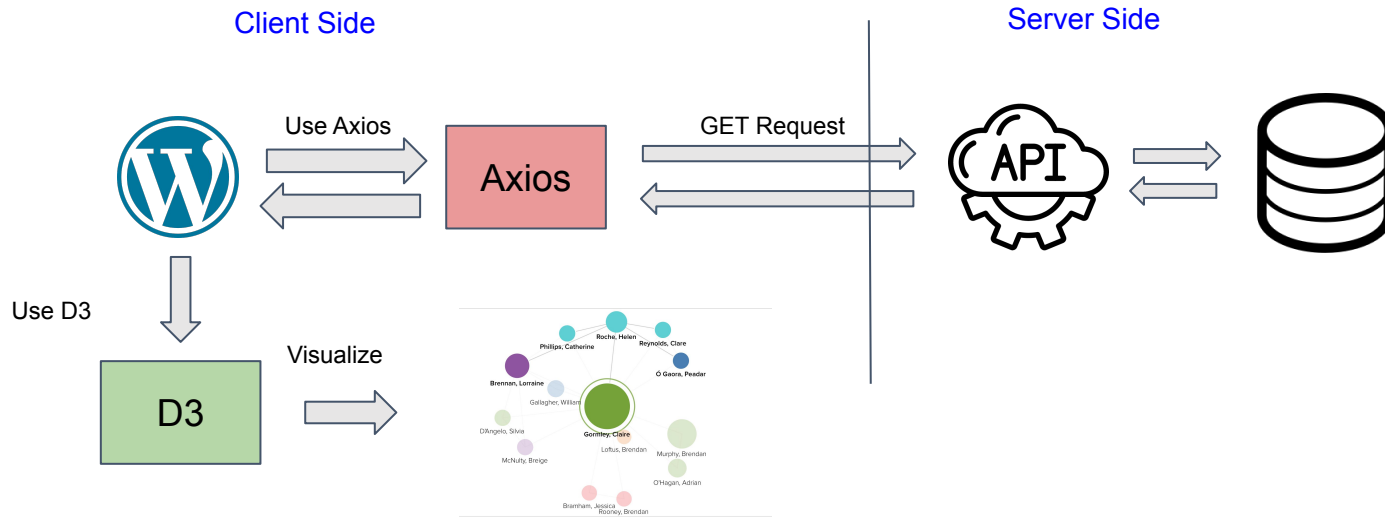 Client Side
Server Side
Use Axios
GET Request
Axios
API
W
Use D3
D3
Visualize
Roche, Helen
Phillips, Catherine
Reynolds, Clare
Ó Gaora, Peadar
Brennan, Lorraine
Gallagher, William
D'Angelo, Silvia
Gormley, Claire
Loftus, Brendan
Murphy, Brendan
McNulty, Breige
O'Hagan, Adrian
Bramham, Jessica
Rooney, Brendan